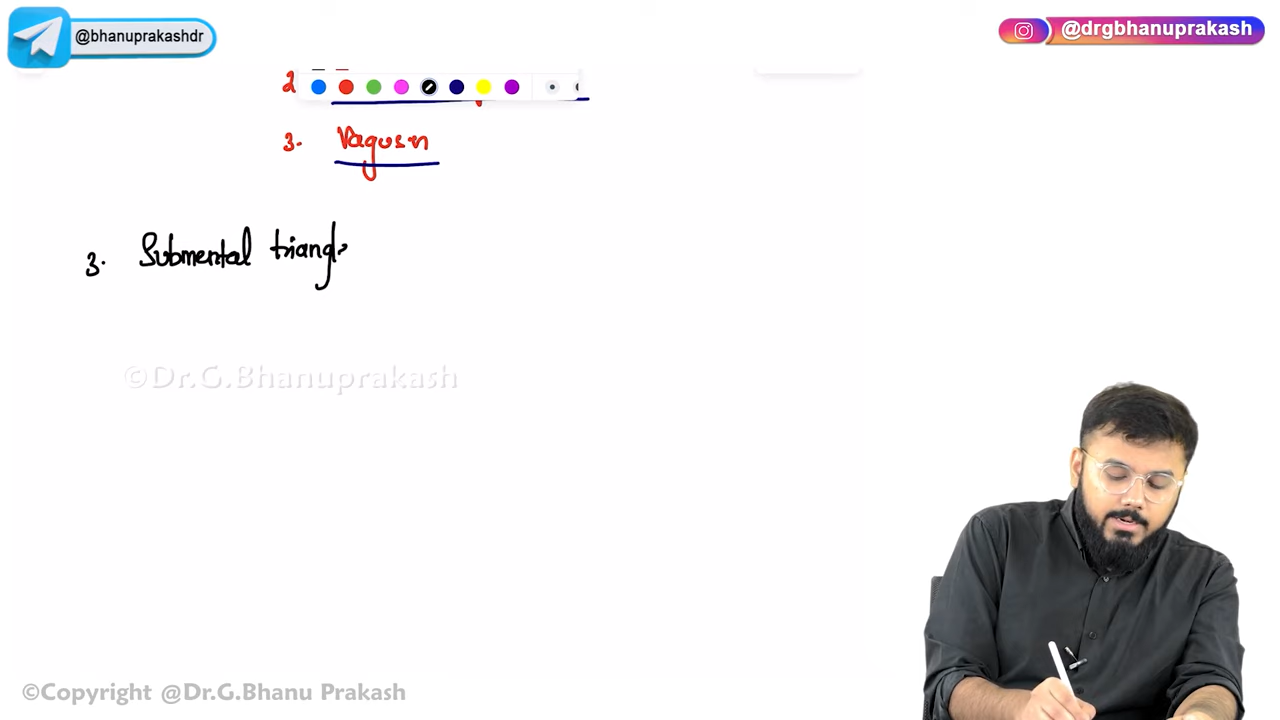 @bhanuprakashdr
@drgbhanuprakash
2
3. Vagus n
3. Submental triangle
©Dr.G.Bhanuprakash
©Copyright @Dr.G.Bhanu Prakash